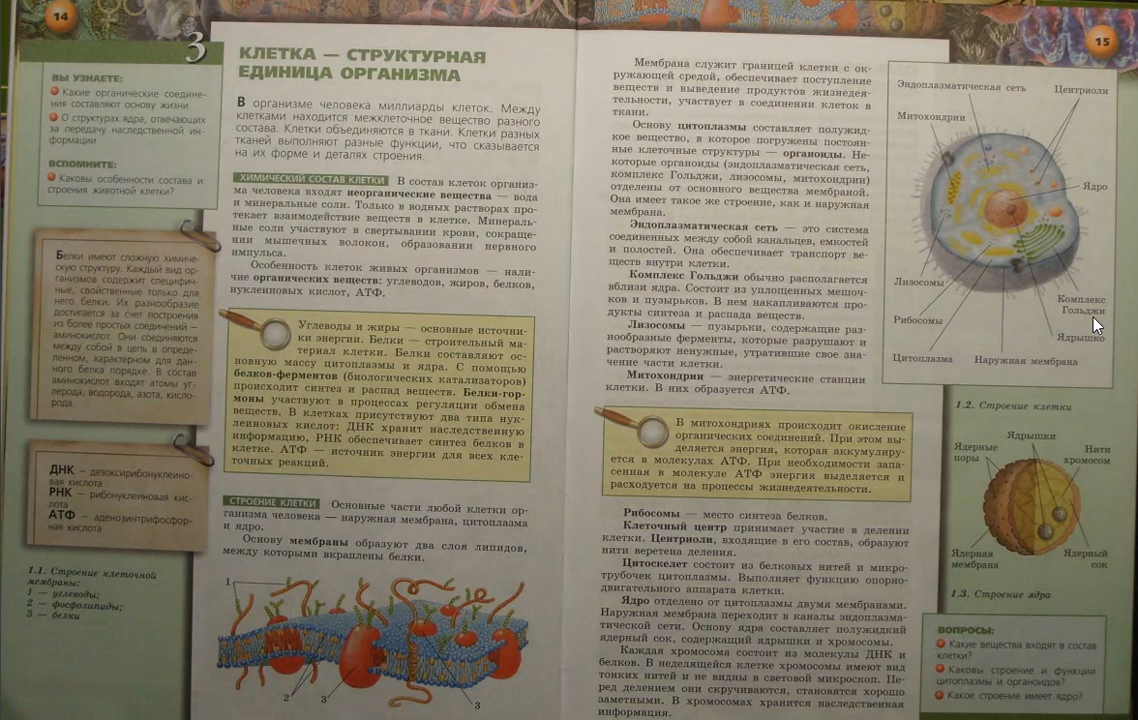 14
3
КЛЕТКА — СТРУКТУРНАЯ
ЕДИНИЦА ОРГАНИЗМА
ВЫ УЗНАЕТЕ:
Какие органические соедине-
ния составляют основу жизни
О структурах ядра, отвечающих
за передачу наследственной ин-
формации
ВСПОМНИТЕ:
Каковы особенности состава и
строения животной клетки?
Белки имеют сложную химиче-
скую структуру. Каждый вид ор-
ганизмов содержит специфич-
ные, свойственные только для
него белки. Их разнообразие
достигается за счет построения
из более простых соединений —
аминокислот. Они соединяются
между собой в цепь в опреде-
ленном, характерном для дан-
ного белка порядке. В состав
аминокислот входят атомы уг-
лерода, водорода, азота, кисло-
рода.
ДНК — дезоксирибонуклеино-
вая кислота
РНК — рибонуклеиновая кис-
лота
АТФ — аденозинтрифосфор-
ная кислота
1.1. Строение клеточной
мембраны:
1 — углеводы;
2 — фосфолипиды;
3 — белки
В организме человека миллиарды клеток. Между
клетками находится межклеточное вещество разного
состава. Клетки объединяются в ткани. Клетки разных
тканей выполняют разные функции, что сказывается
на их форме и деталях строения.
ХИМИЧЕСКИЙ СОСТАВ КЛЕТКИ В состав клеток организ-
ма человека входят неорганические вещества — вода
и минеральные соли. Только в водных растворах про-
текает взаимодействие веществ в клетке. Минераль-
ные соли участвуют в свертывании крови, сокраще-
нии мышечных волокон, образовании нервного
импульса.
Особенность клеток живых организмов — нали-
чие органических веществ: углеводов, жиров, белков,
нуклеиновых кислот, АТФ.
Углеводы и жиры — основные источни-
ки энергии. Белки — строительный ма-
териал клетки. Белки составляют ос-
новную массу цитоплазмы и ядра. С помощью
белков-ферментов (биологических катализаторов)
происходит синтез и распад веществ. Белки-гор-
моны участвуют в процессах регуляции обмена
веществ. В клетках присутствуют два типа нук-
леиновых кислот: ДНК хранит наследственную
информацию, РНК обеспечивает синтез белков в
клетке. АТФ — источник энергии для всех кле-
точных реакций.
СТРОЕНИЕ КЛЕТКИ Основные части любой клетки ор-
ганизма человека — наружная мембрана, цитоплазма
и ядро.
Основу мембраны образуют два слоя липидов,
между которыми вкраплены белки.
1
2
3
3
15
Мембрана служит границей клетки с ок-
ружающей средой, обеспечивает поступление
веществ и выведение продуктов жизнедея-
тельности, участвует в соединении клеток в
ткани.
Основу цитоплазмы составляет полужид-
кое вещество, в которое погружены постоян-
ные клеточные структуры — органоиды. Не-
которые органоиды (эндоплазматическая сеть,
комплекс Гольджи, лизосомы, митохондрии)
отделены от основного вещества мембраной.
Она имеет такое же строение, как и наружная
мембрана.
Эндоплазматическая сеть — это система
соединенных между собой канальцев, емкостей
и полостей. Она обеспечивает транспорт ве-
ществ внутри клетки.
Комплекс Гольджи обычно располагается
вблизи ядра. Состоит из уплощенных мешоч-
ков и пузырьков. В нем накапливаются про-
дукты синтеза и распада веществ.
Лизосомы — пузырьки, содержащие раз-
нообразные ферменты, которые разрушают и
растворяют ненужные, утратившие свое зна-
чение части клетки.
Митохондрии — энергетические станции
клетки. В них образуется АТФ.
В митохондриях происходит окисление
органических соединений. При этом вы-
деляется энергия, которая аккумулиру-
ется в молекулах АТФ. При необходимости запа-
сенная в молекуле АТФ энергия выделяется и
расходуется на процессы жизнедеятельности.
Рибосомы — место синтеза белков.
Клеточный центр принимает участие в делении
клетки. Центриоли, входящие в его состав, образуют
нити веретена деления.
Цитоскелет состоит из белковых нитей и микро-
трубочек цитоплазмы. Выполняет функцию опорно-
двигательного аппарата клетки.
Ядро отделено от цитоплазмы двумя мембранами.
Наружная мембрана переходит в каналы эндоплазма-
тической сети. Основу ядра составляет полужидкий
ядерный сок, содержащий ядрышки и хромосомы.
Каждая хромосома состоит из молекулы ДНК и
белков. В неделящейся клетке хромосомы имеют вид
тонких нитей и не видны в световой микроскоп. Пе-
ред делением они скручиваются, становятся хорошо
заметными. В хромосомах хранится наследственная
информация.
Эндоплазматическая сеть
Центриоли
Митохондрии
Ядро
Лизосомы
Комплекс
Гольджи
Рибосомы
Ядрышко
Цитоплазма
Наружная мембрана
1.2. Строение клетки
Ядрышки
Ядерные
поры
Нити
хромосом
Ядерная
мембрана
Ядерный
сок
1.3. Строение ядра
ВОПРОСЫ:
Какие вещества входят в состав
клетки?
Каковы строение и функции
цитоплазмы и органоидов?
Какое строение имеет ядро?